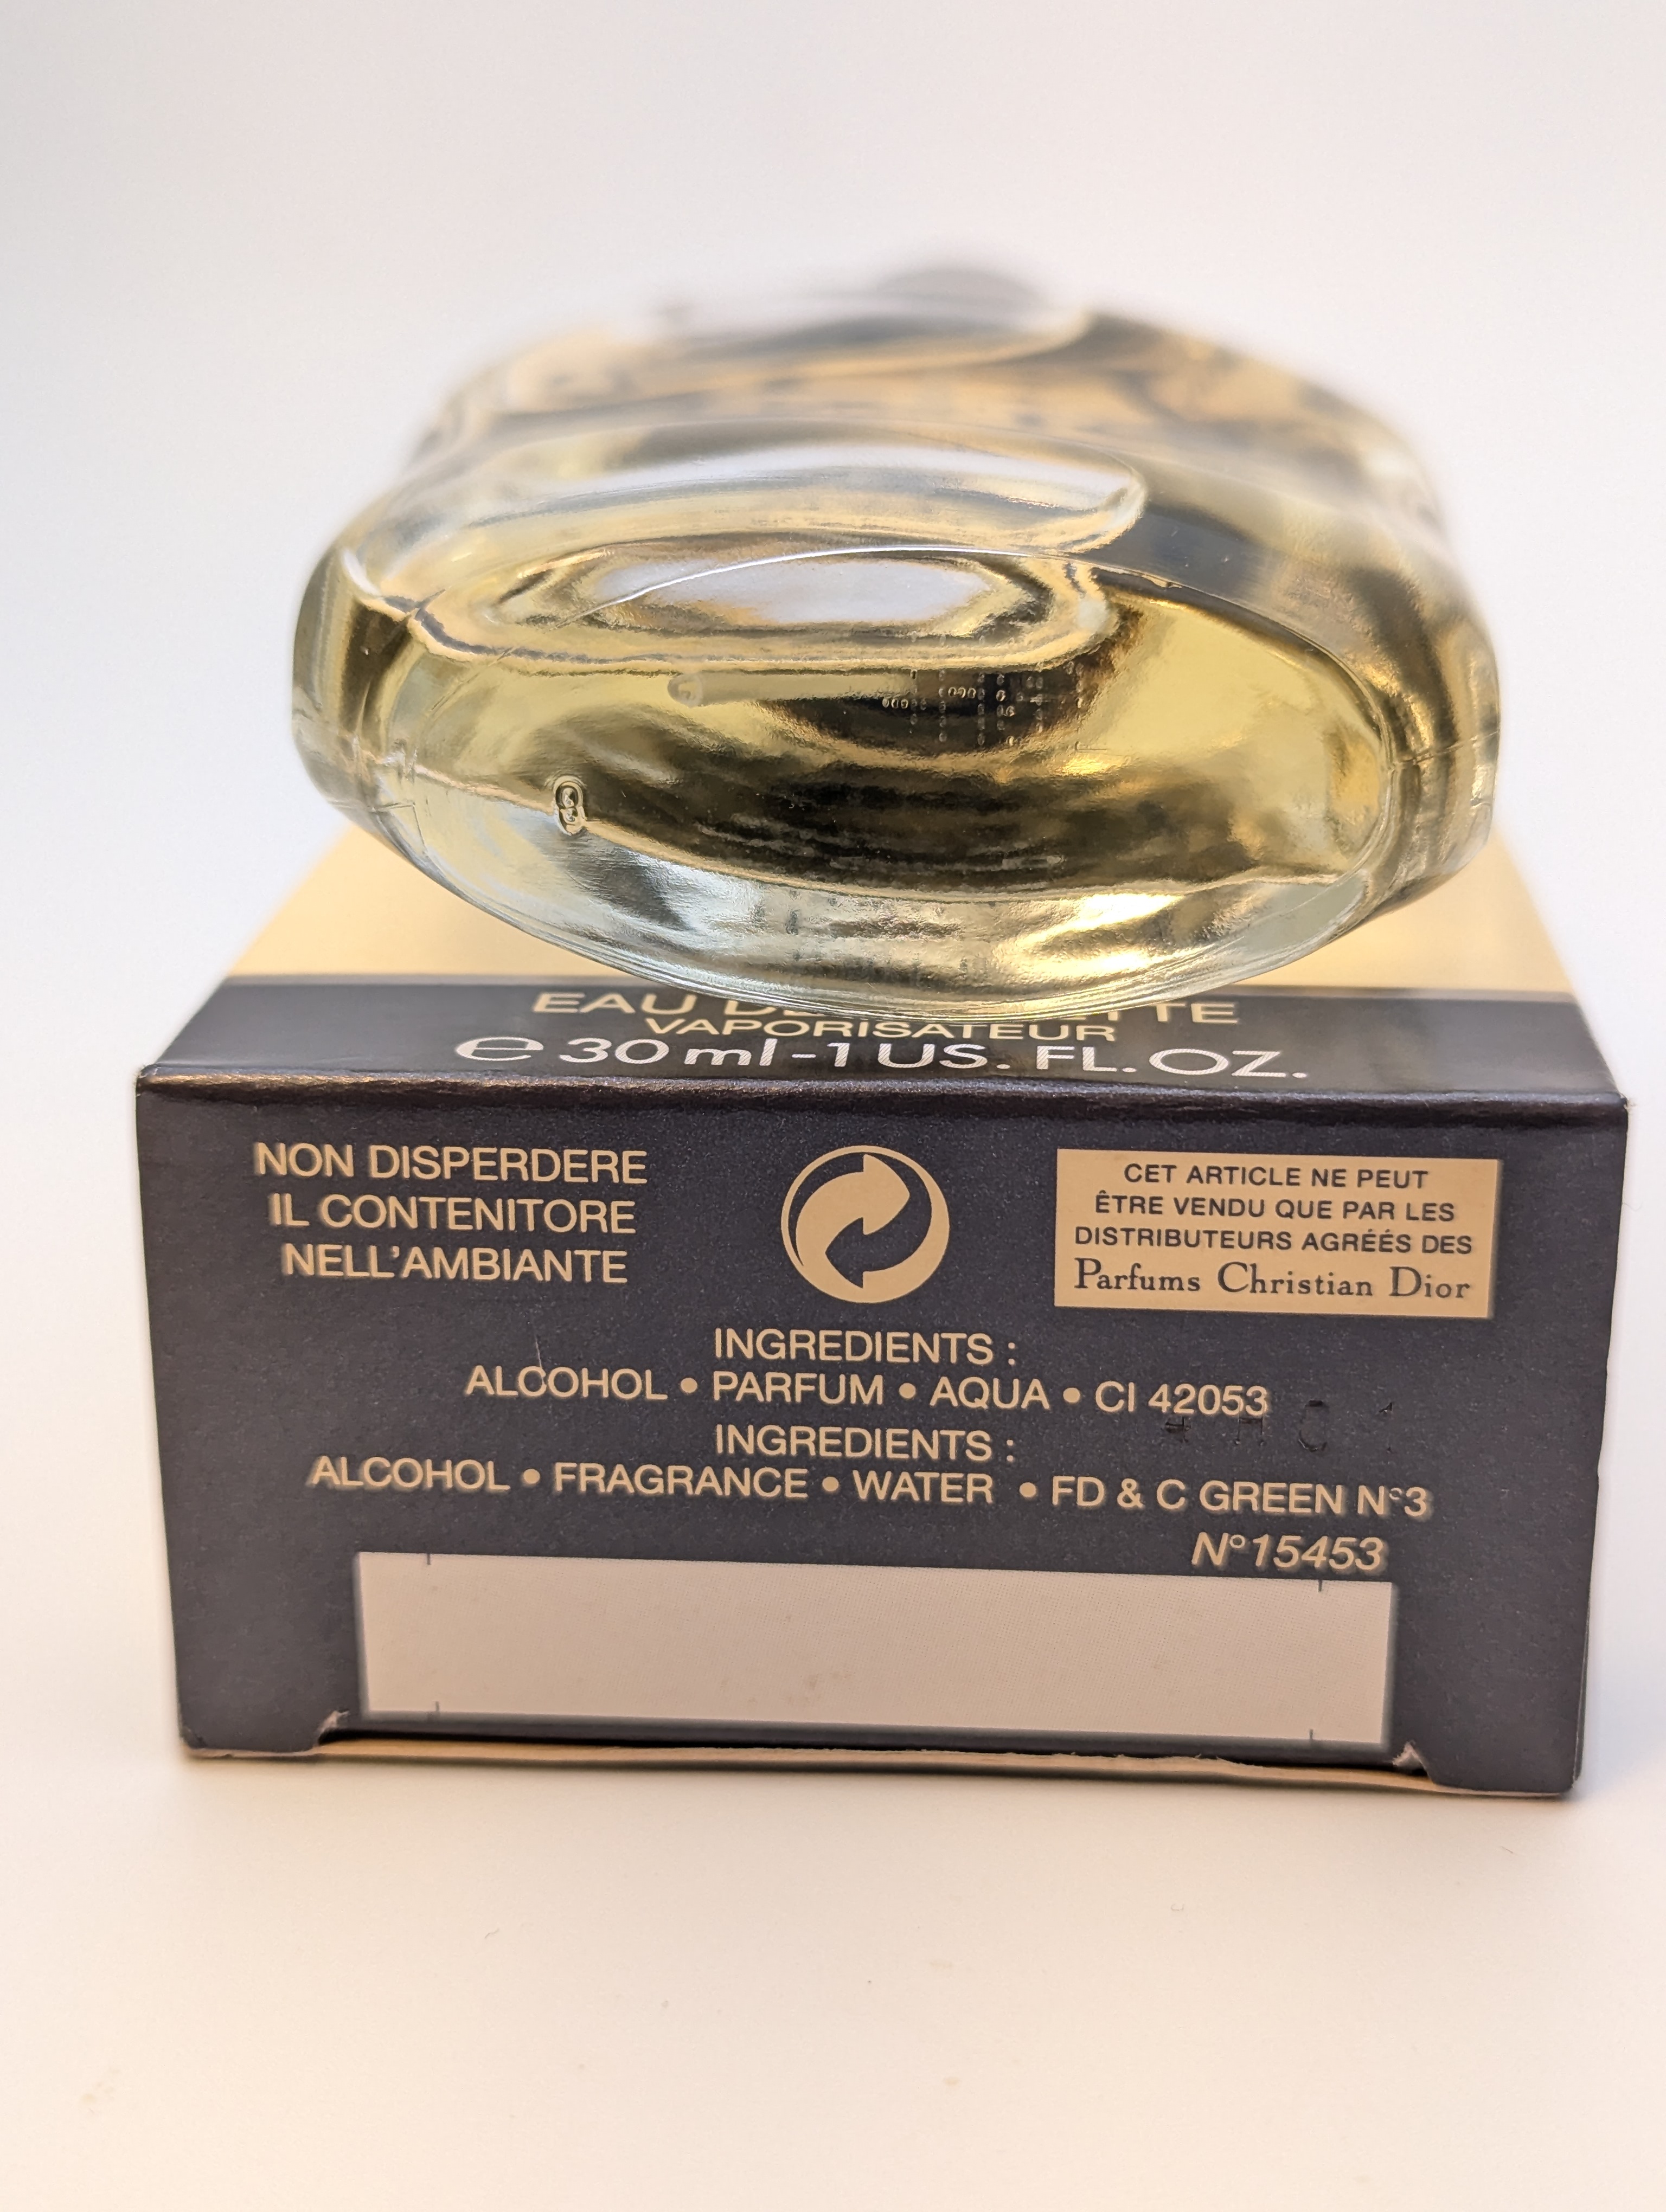 EAU DE
VAPORISATEUR
℮ 30 ml - 1 US. FL. OZ.
NON DISPERDERE
IL CONTENITORE
NELL'AMBIANTE
CET ARTICLE NE PEUT
ÊTRE VENDU QUE PAR LES
DISTRIBUTEURS AGRÉÉS DES
Parfums Christian Dior
INGREDIENTS :
ALCOHOL • PARFUM • AQUA • CI 42053
INGREDIENTS :
ALCOHOL • FRAGRANCE • WATER • FD & C GREEN N°3
N°15453